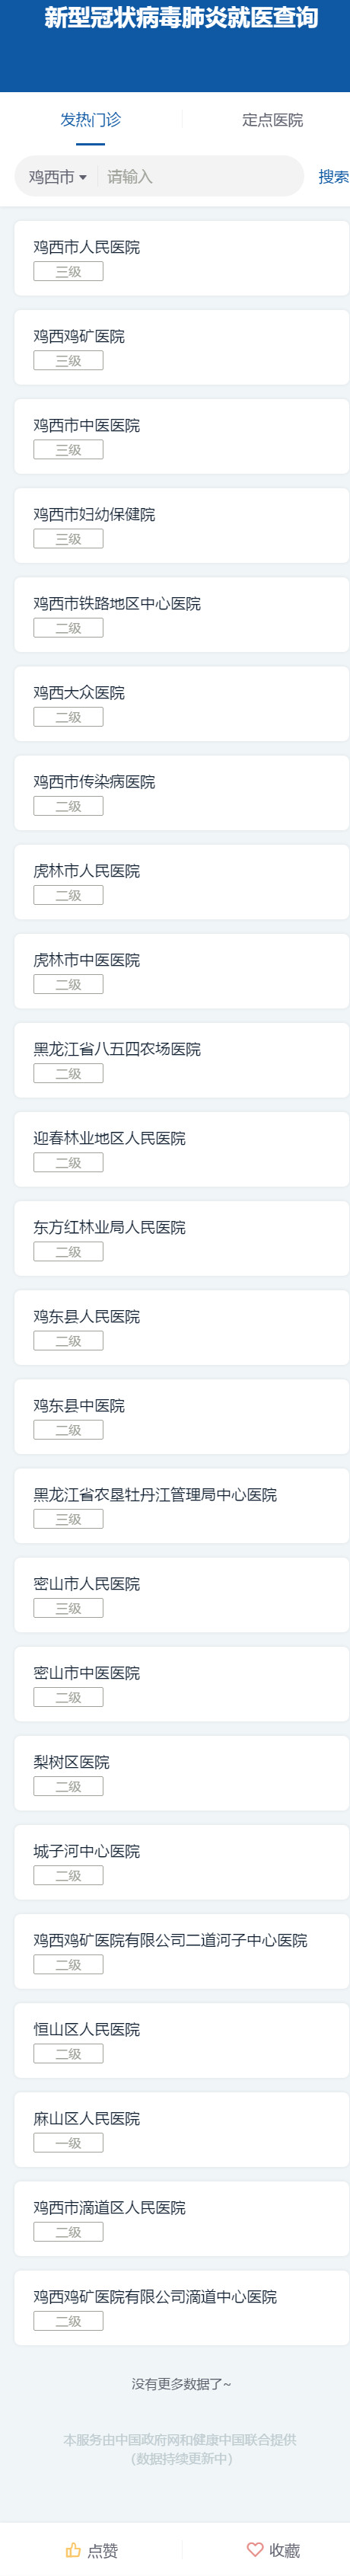 新型冠状病毒肺炎就医查询
发热门诊 定点医院
鸡西市 请输入 搜索
鸡西市人民医院
三级
鸡西鸡矿医院
三级
鸡西市中医医院
三级
鸡西市妇幼保健院
三级
鸡西市铁路地区中心医院
二级
鸡西大众医院
二级
鸡西市传染病医院
二级
虎林市人民医院
二级
虎林市中医医院
二级
黑龙江省八五四农场医院
二级
迎春林业地区人民医院
二级
东方红林业局人民医院
二级
鸡东县人民医院
二级
鸡东县中医院
二级
黑龙江省农垦牡丹江管理局中心医院
三级
密山市人民医院
三级
密山市中医医院
二级
梨树区医院
二级
城子河中心医院
二级
鸡西鸡矿医院有限公司二道河子中心医院
二级
恒山区人民医院
二级
麻山区人民医院
一级
鸡西市滴道区人民医院
二级
鸡西鸡矿医院有限公司滴道中心医院
二级
没有更多数据了~
本服务由中国政府网和健康中国联合提供
(数据持续更新中)
点赞 收藏